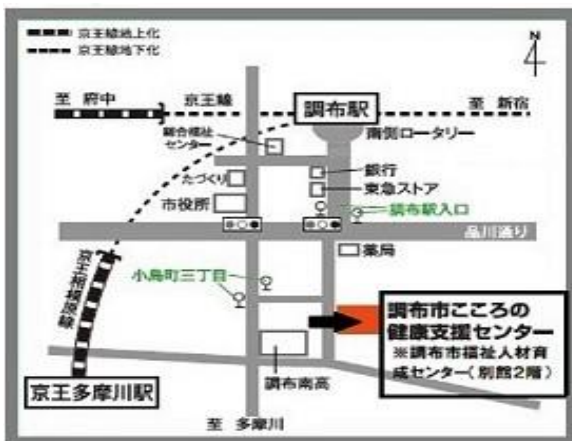 京王線地上化
京王線地下化
N
至 府中
京王線
調布駅
至 新宿
南側ロータリー
総合福祉
センター
たづくり
市役所
銀行
東急ストア
調布駅入口
品川通り
薬局
小島町三丁目
京王相模原線
調布市こころの
健康支援センター
※調布市福祉人材育
成センター(別館2階)
調布南高
京王多摩川駅
至 多摩川